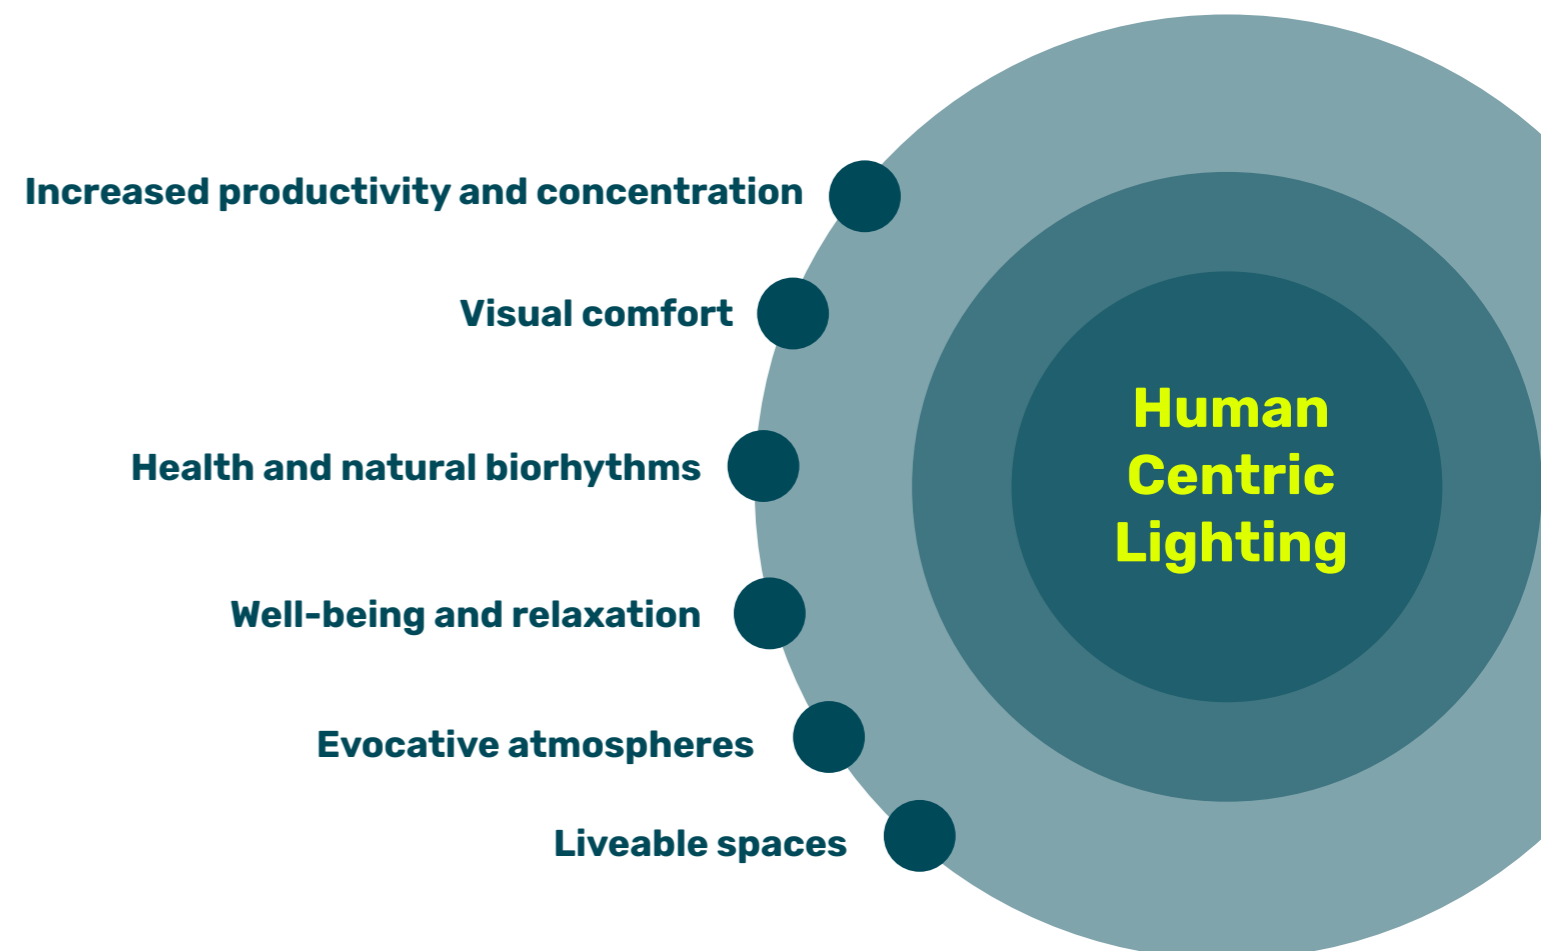 Increased productivity and concentration
Visual comfort
Health and natural biorhythms
Well-being and relaxation
Evocative atmospheres
Liveable spaces
Human
Centric
Lighting